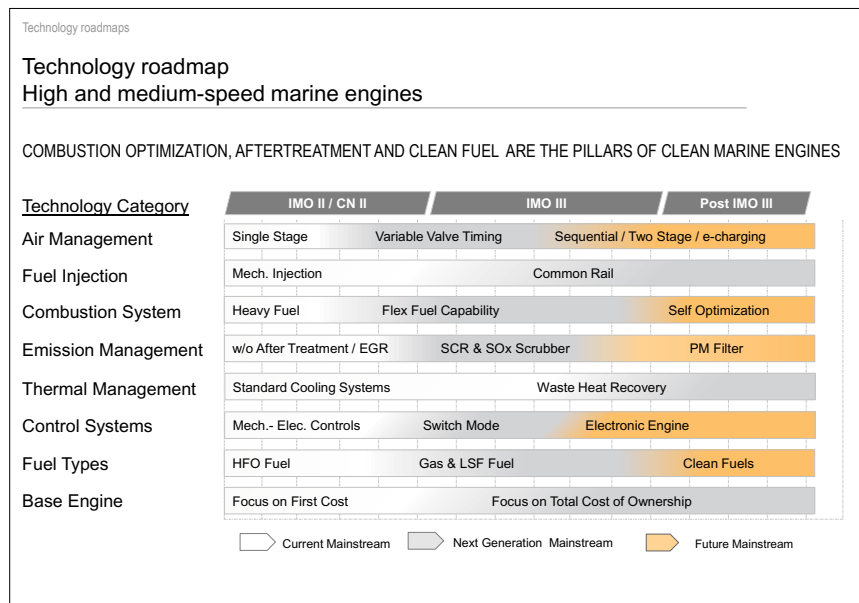 Technology roadmaps
Technology roadmap
High and medium-speed marine engines
COMBUSTION OPTIMIZATION, AFTERTREATMENT AND CLEAN FUEL ARE THE PILLARS OF CLEAN MARINE ENGINES
Technology Category IMO II / CN II IMO III Post IMO III
Air Management Single Stage Variable Valve Timing Sequential / Two Stage / e-charging
Fuel Injection Mech. Injection Common Rail
Combustion System Heavy Fuel Flex Fuel Capability Self Optimization
Emission Management w/o After Treatment / EGR SCR & SOx Scrubber PM Filter
Thermal Management Standard Cooling Systems Waste Heat Recovery
Control Systems Mech.- Elec. Controls Switch Mode Electronic Engine
Fuel Types HFO Fuel Gas & LSF Fuel Clean Fuels
Base Engine Focus on First Cost Focus on Total Cost of Ownership
Current Mainstream Next Generation Mainstream Future Mainstream